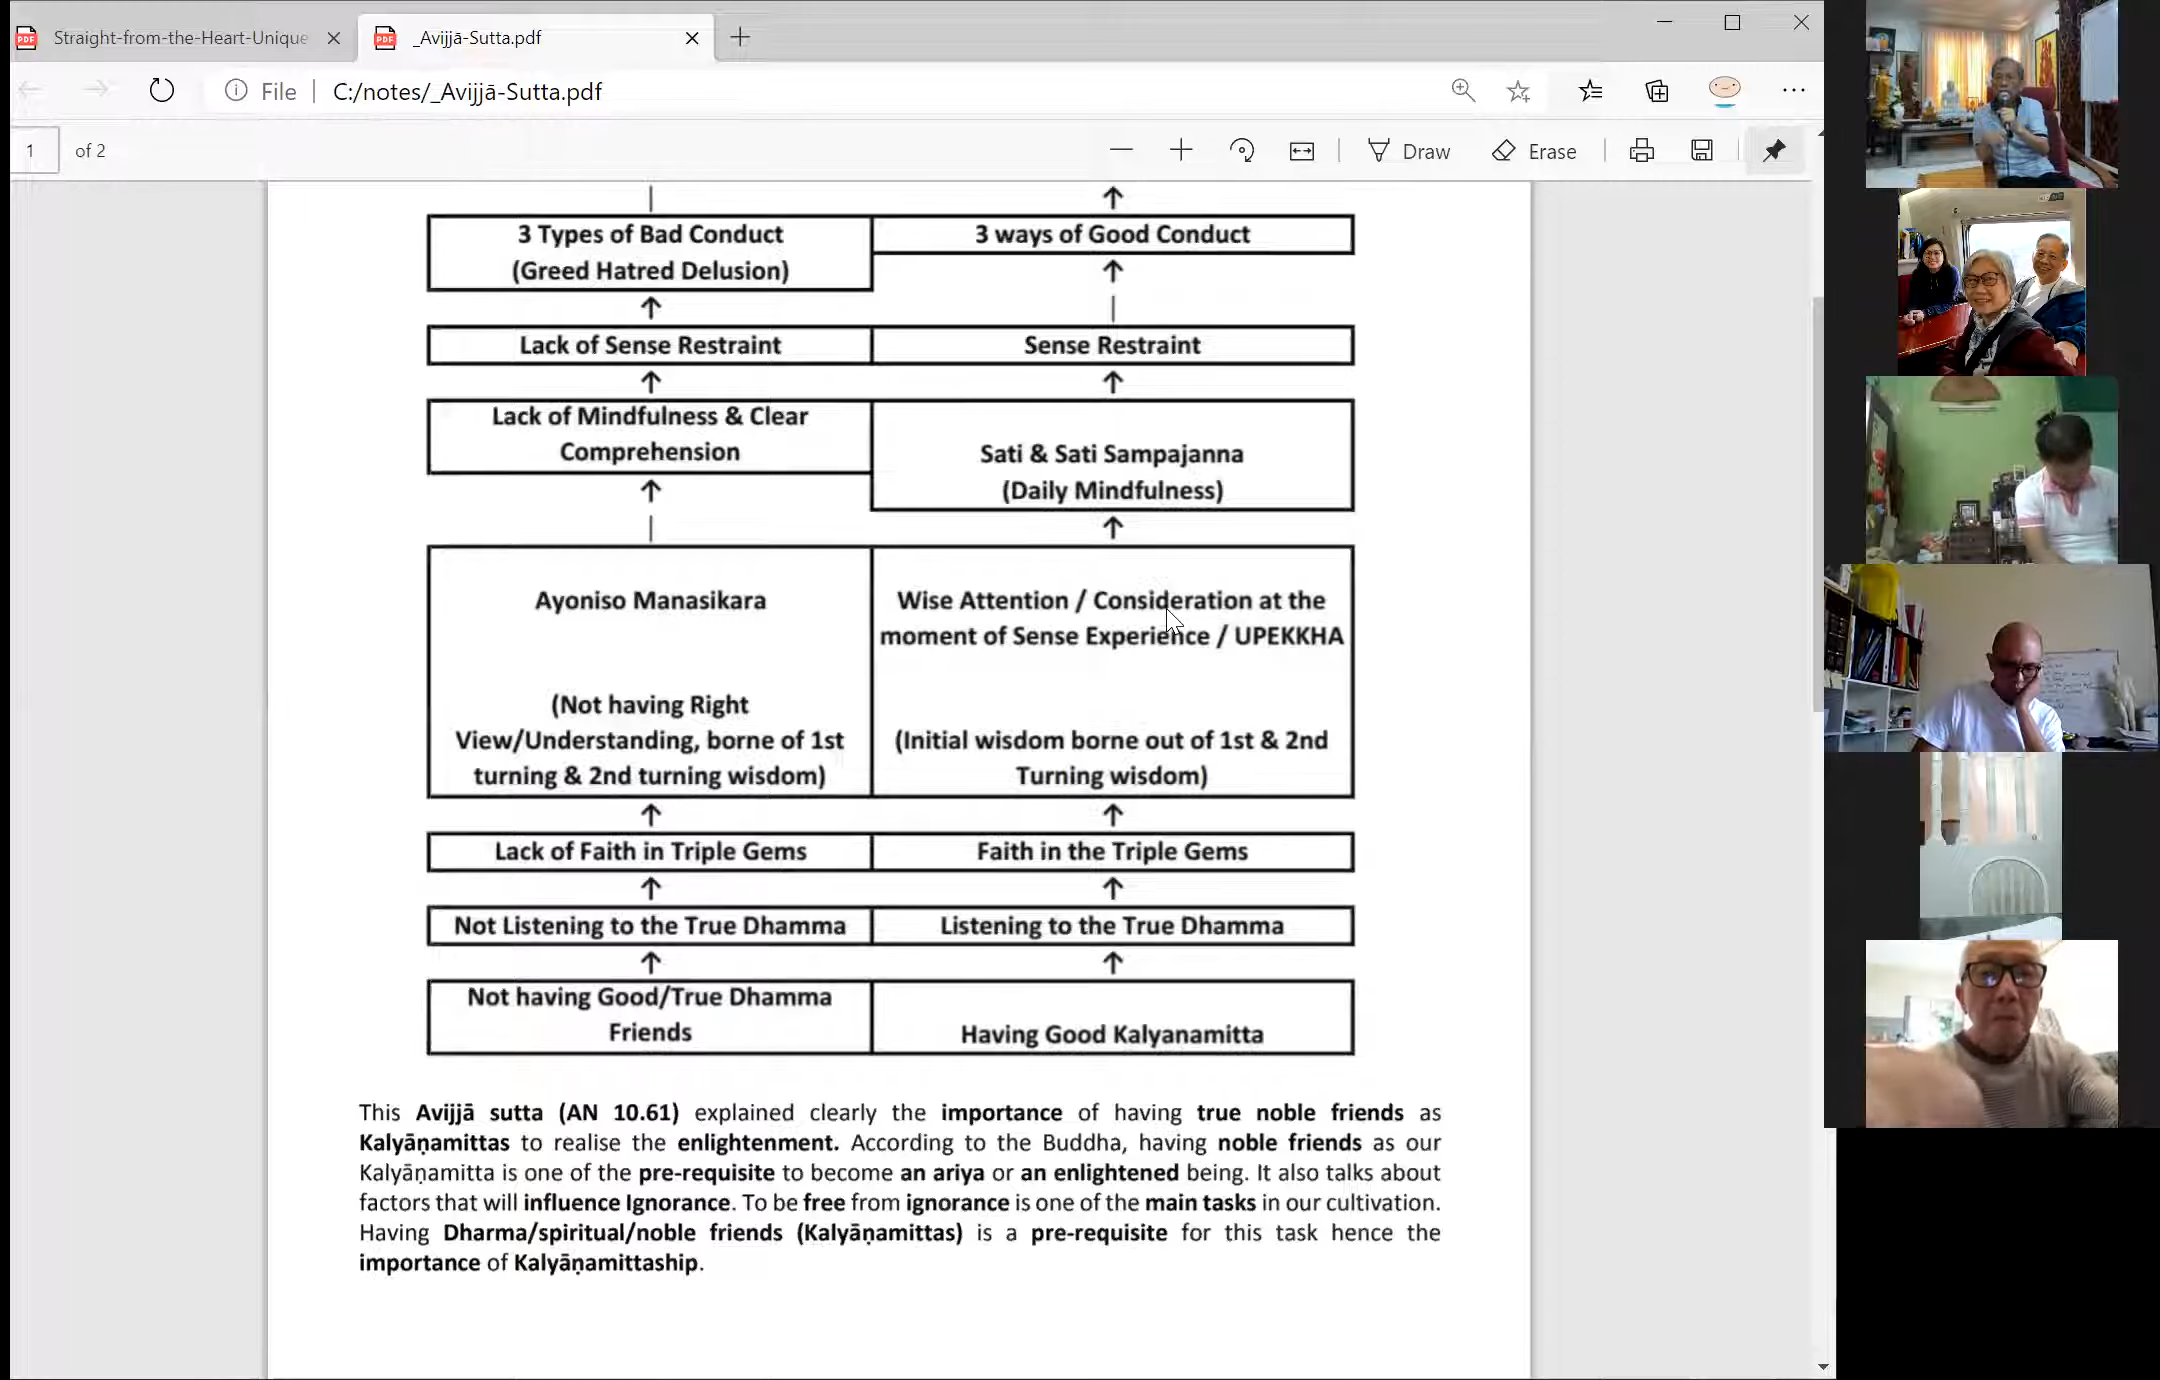 Straight-from-the-Heart-Unique
_Avijjā-Sutta.pdf
File
C:/notes/_Avijjā-Sutta.pdf
1 of 2
Draw
Erase
3 Types of Bad Conduct
(Greed Hatred Delusion)
3 ways of Good Conduct
Lack of Sense Restraint
Sense Restraint
Lack of Mindfulness & Clear
Comprehension
Sati & Sati Sampajanna
(Daily Mindfulness)
Ayoniso Manasikara
(Not having Right
View/Understanding, borne of 1st
turning & 2nd turning wisdom)
Wise Attention / Consideration at the
moment of Sense Experience / UPEKKHA
(Initial wisdom borne out of 1st & 2nd
Turning wisdom)
Lack of Faith in Triple Gems
Faith in the Triple Gems
Not Listening to the True Dhamma
Listening to the True Dhamma
Not having Good/True Dhamma
Friends
Having Good Kalyanamitta
This Avijjā sutta (AN 10.61) explained clearly the importance of having true noble friends as
Kalyāṇamittas to realise the enlightenment. According to the Buddha, having noble friends as our
Kalyāṇamitta is one of the pre-requisite to become an ariya or an enlightened being. It also talks about
factors that will influence Ignorance. To be free from ignorance is one of the main tasks in our cultivation.
Having Dharma/spiritual/noble friends (Kalyāṇamittas) is a pre-requisite for this task hence the
importance of Kalyāṇamittaship.